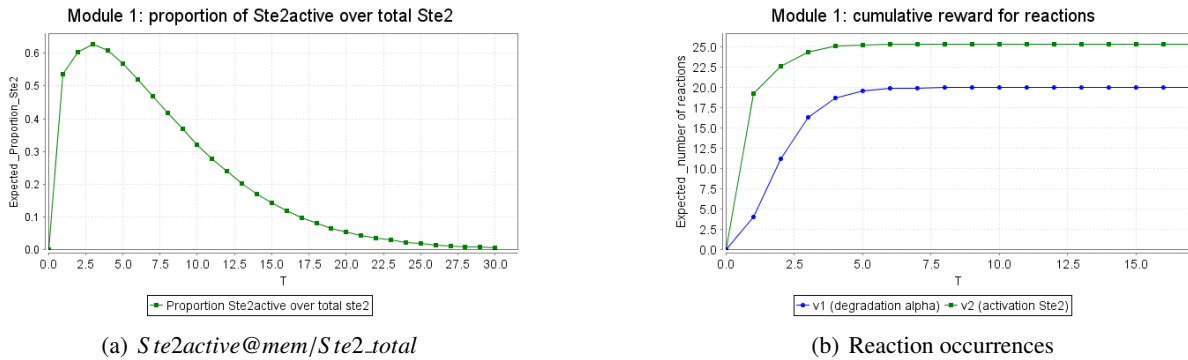 Module 1: proportion of Ste2active over total Ste2
Expected_Proportion_Ste2
0.6
0.5
0.4
0.3
0.2
0.1
0.0
0.0 2.5 5.0 7.5 10.0 12.5 15.0 17.5 20.0 22.5 25.0 27.5 30.0
T
Proportion Ste2active over total ste2
(a) Ste2active@mem/Ste2_total
Module 1: cumulative reward for reactions
Expected_number of reactions
25.0
22.5
20.0
17.5
15.0
12.5
10.0
7.5
5.0
2.5
0.0
0.0 2.5 5.0 7.5 10.0 12.5 15.0
T
v1 (degradation alpha) v2 (activation Ste2)
(b) Reaction occurrences